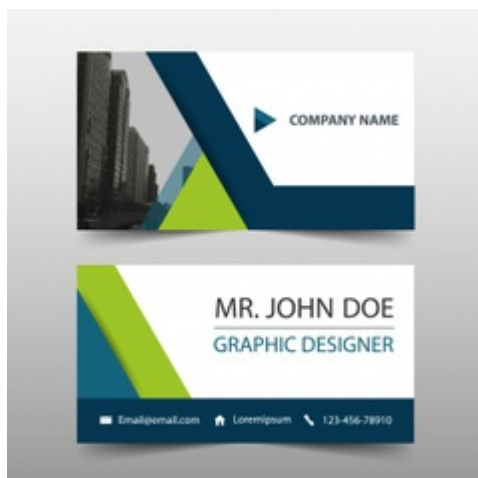 COMPANY NAME
MR. JOHN DOE
GRAPHIC DESIGNER
Email@email.com Loremipsum 123-456-78910